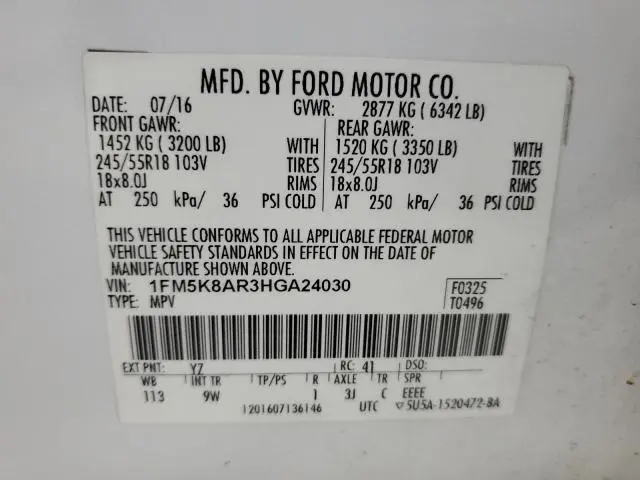 MFD. BY FORD MOTOR CO.
DATE: 07/16 GVWR: 2877 KG ( 6342 LB)
FRONT GAWR: REAR GAWR:
1452 KG ( 3200 LB) WITH 1520 KG ( 3350 LB) WITH
245/55R18 103V TIRES 245/55R18 103V TIRES
18x8.0J RIMS 18x8.0J RIMS
AT 250 kPa/ 36 PSI COLD AT 250 kPa/ 36 PSI COLD
THIS VEHICLE CONFORMS TO ALL APPLICABLE FEDERAL MOTOR
VEHICLE SAFETY STANDARDS IN EFFECT ON THE DATE OF
MANUFACTURE SHOWN ABOVE.
VIN: 1FM5K8AR3HGA24030 F0325
TYPE: MPV T0496
EXT PNT: YZ RC: 41 DSO:
WB INT TR TP/PS R AXLE TR SPR
113 9W 1 3J C EEEE
1201607136146 UTC ▽5U5A-1520472-BA